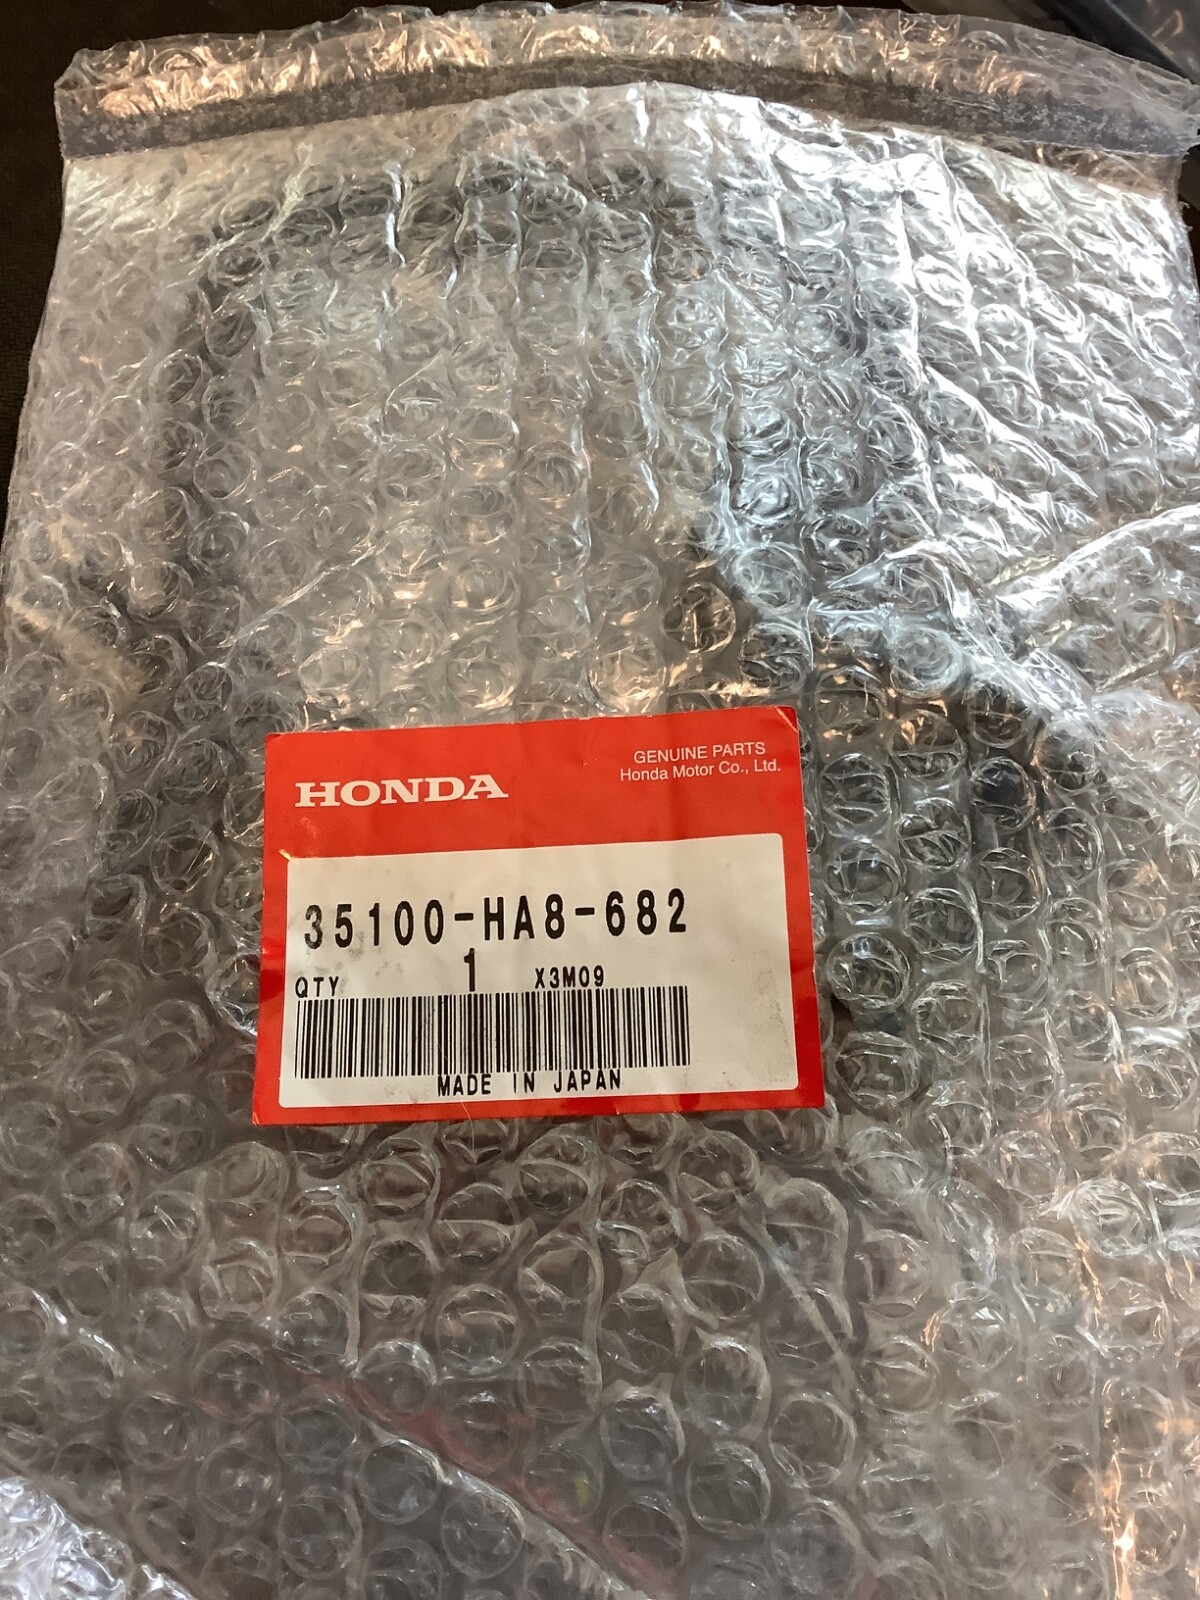 HONDA
GENUINE PARTS
Honda Motor Co., Ltd.
35100-HA8-682
QTY 1 X3M09
MADE IN JAPAN